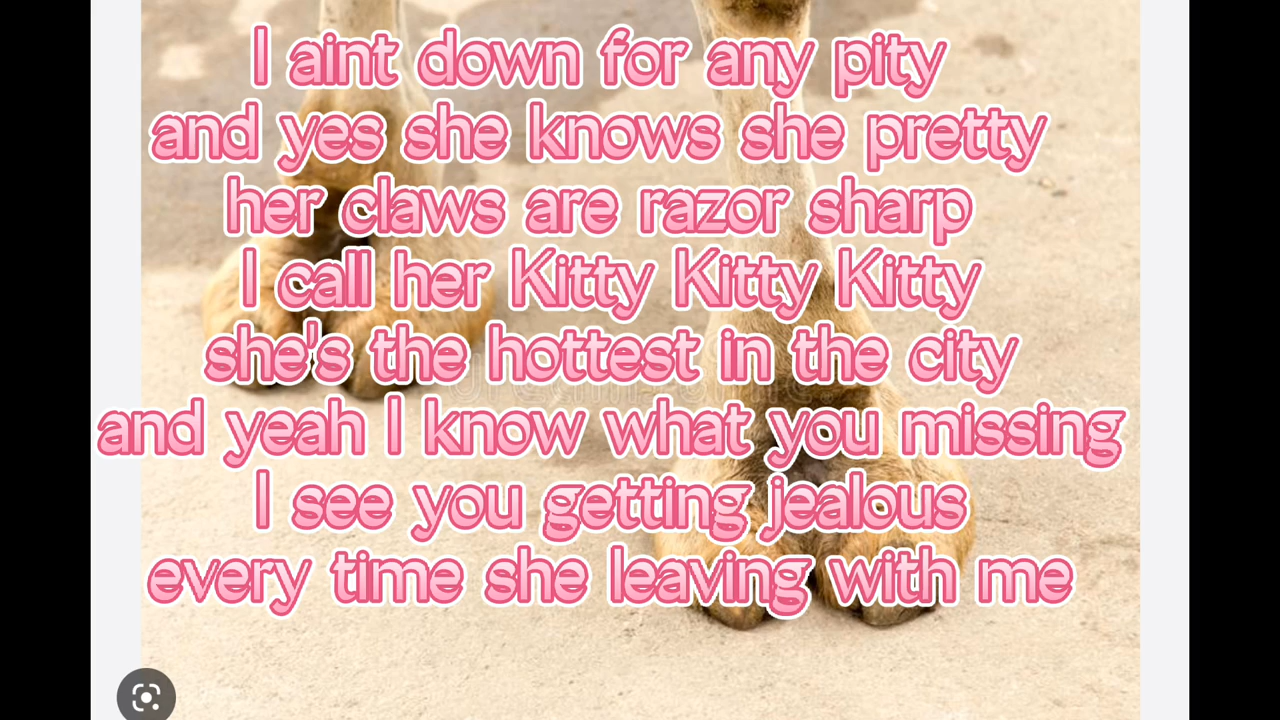 I aint down for any pity
and yes she knows she pretty
her claws are razor sharp
I call her Kitty Kitty Kitty
she's the hottest in the city
and yeah I know what you missing
I see you getting jealous
every time she leaving with me